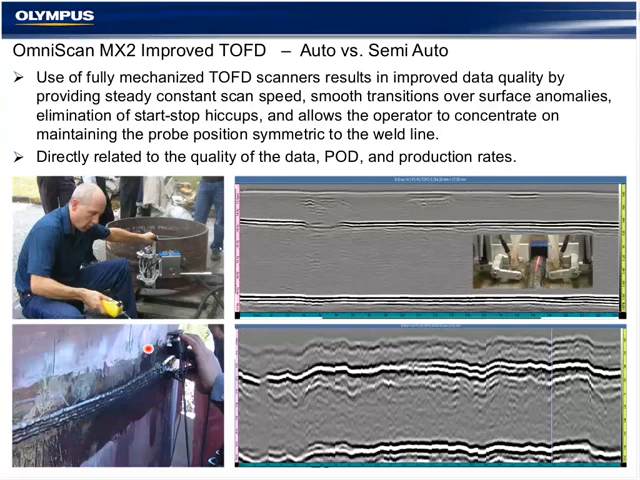 OLYMPUS
OmniScan MX2 Improved TOFD – Auto vs. Semi Auto
➢ Use of fully mechanized TOFD scanners results in improved data quality by
providing steady constant scan speed, smooth transitions over surface anomalies,
elimination of start-stop hiccups, and allows the operator to concentrate on
maintaining the probe position symmetric to the weld line.
➢ Directly related to the quality of the data, POD, and production rates.